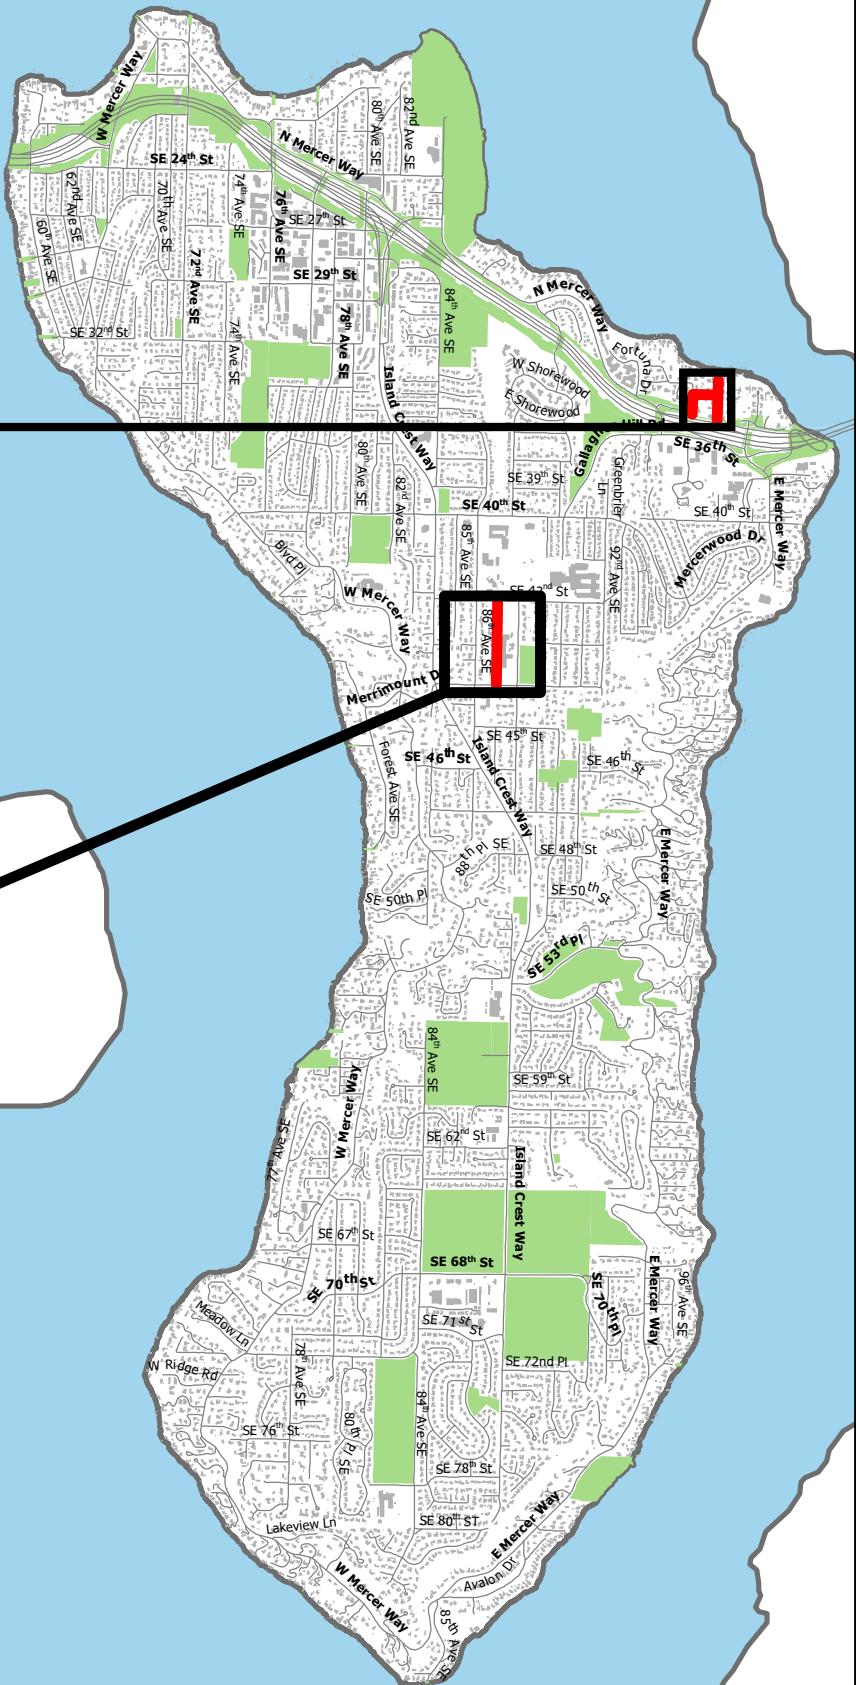 W Mercer Way
80th Ave SE
82nd Ave SE
N Mercer Way
SE 24th St
62nd Ave SE
70th Ave SE
74th Ave SE
76th Ave SE
SE 27th St
60th Ave SE
72nd Ave SE
SE 29th St
N Mercer Way
84th Ave SE
78th Ave SE
SE 32nd St
74th Ave SE
Fortuna Dr
W Shorewood
E Shorewood
Island Crest Way
Gallagher Hill Rd
SE 36th St
80th Ave SE
82nd Ave SE
SE 39th St
Greenbrier Ln
SE 40th St
SE 40th St
E Mercer Way
85th Ave SE
Mercerwood Dr
Blvd Pl
92nd Ave SE
W Mercer Way
SE 42nd St
86th Ave SE
Merrimount D
SE 45th St
SE 46th St
Island Crest Way
SE 46th St
Forest Ave SE
88th Pl SE
SE 48th St
E Mercer Way
SE 50th Pl
SE 50th St
SE 53rd Pl
84th Ave SE
SE 59th St
W Mercer Way
77th Ave SE
SE 62nd St
Island Crest Way
SE 67th St
SE 68th St
SE 70th St
SE 70th Pl
E Mercer Way
96th Ave SE
Meadow Ln
SE 71st St
78th Ave SE
SE 72nd Pl
W Ridge Rd
84th Ave SE
80th Pl SE
SE 76th St
SE 78th St
Lakeview Ln
SE 80th ST
E Mercer Way
Avalon Dr
W Mercer Way
85th Ave SE